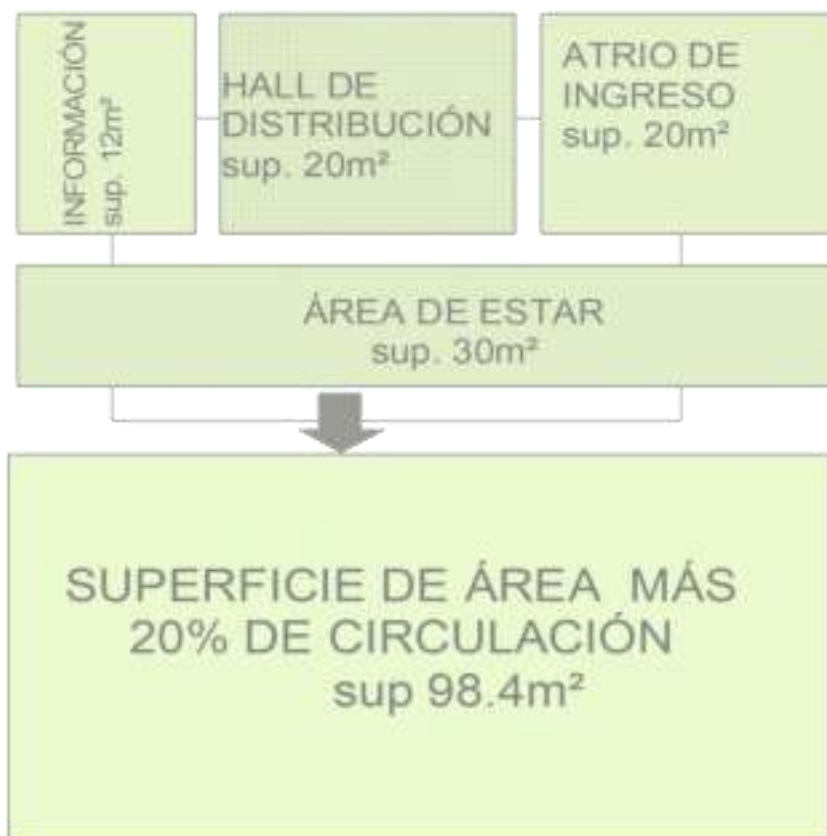 INFORMACIÓN
sup. 12m²
HALL DE
DISTRIBUCIÓN
sup. 20m²
ATRIO DE
INGRESO
sup. 20m²
ÁREA DE ESTAR
sup. 30m²
SUPERFICIE DE ÁREA MÁS
20% DE CIRCULACIÓN
sup 98.4m²